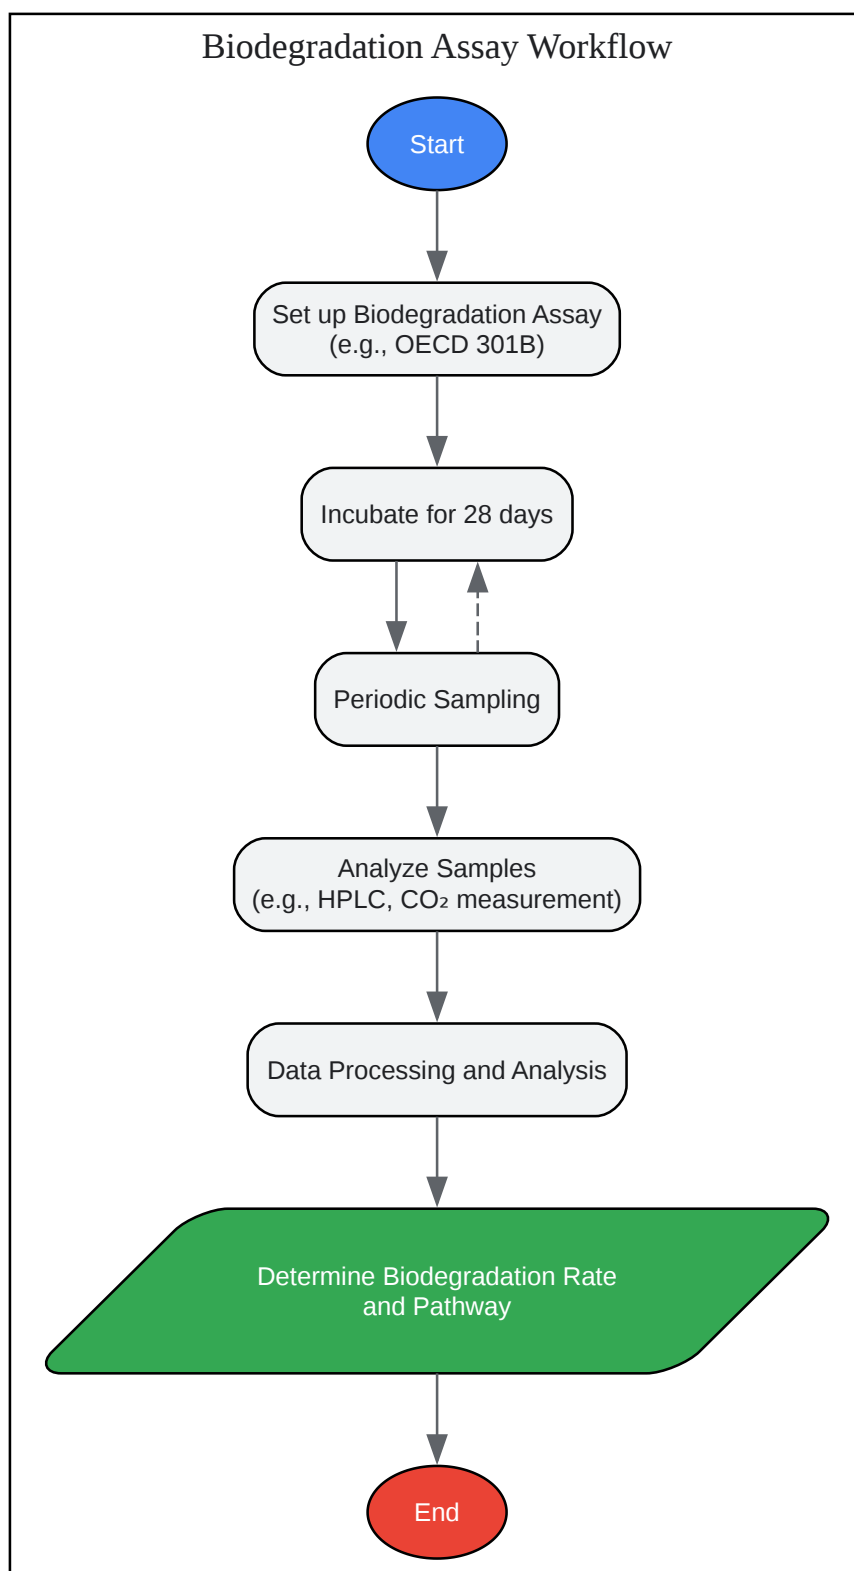 Biodegradation Assay Workflow
Start
Set up Biodegradation Assay
(e.g., OECD 301B)
Incubate for 28 days
Periodic Sampling
Analyze Samples
(e.g., HPLC, CO₂ measurement)
Data Processing and Analysis
Determine Biodegradation Rate
and Pathway
End